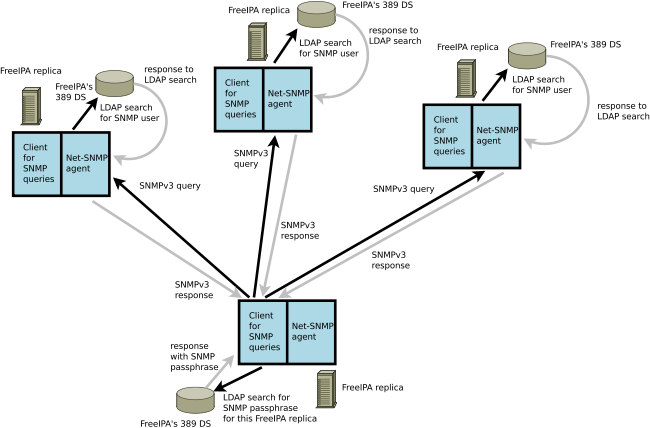 FreeIPA replica
FreeIPA's 389 DS
response to
LDAP search
LDAP search
for SNMP user
Client
for
SNMP
queries
Net-SNMP
agent
FreeIPA replica
FreeIPA's
389 DS
response to
LDAP search
LDAP search
for SNMP user
Client
for
SNMP
queries
Net-SNMP
agent
FreeIPA replica
FreeIPA's 389 DS
LDAP search
for SNMP user
response to
LDAP search
Client
for
SNMP
queries
Net-SNMP
agent
SNMPv3 query
SNMPv3
query
SNMPv3 query
SNMPv3
response
SNMPv3
response
SNMPv3
response
Client
for
SNMP
queries
Net-SNMP
agent
response
with SNMP
passphrase
LDAP search for
SNMP passphrase
for this FreeIPA replica
FreeIPA replica
FreeIPA's 389 DS